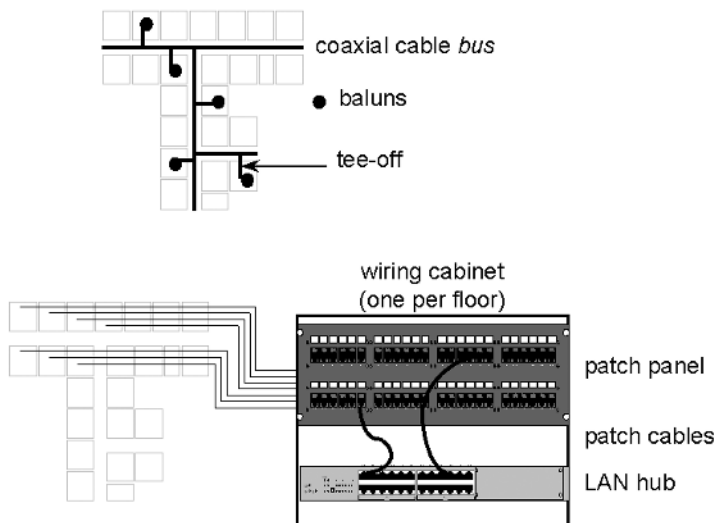 coaxial cable bus
baluns
tee-off
wiring cabinet
(one per floor)
patch panel
patch cables
LAN hub